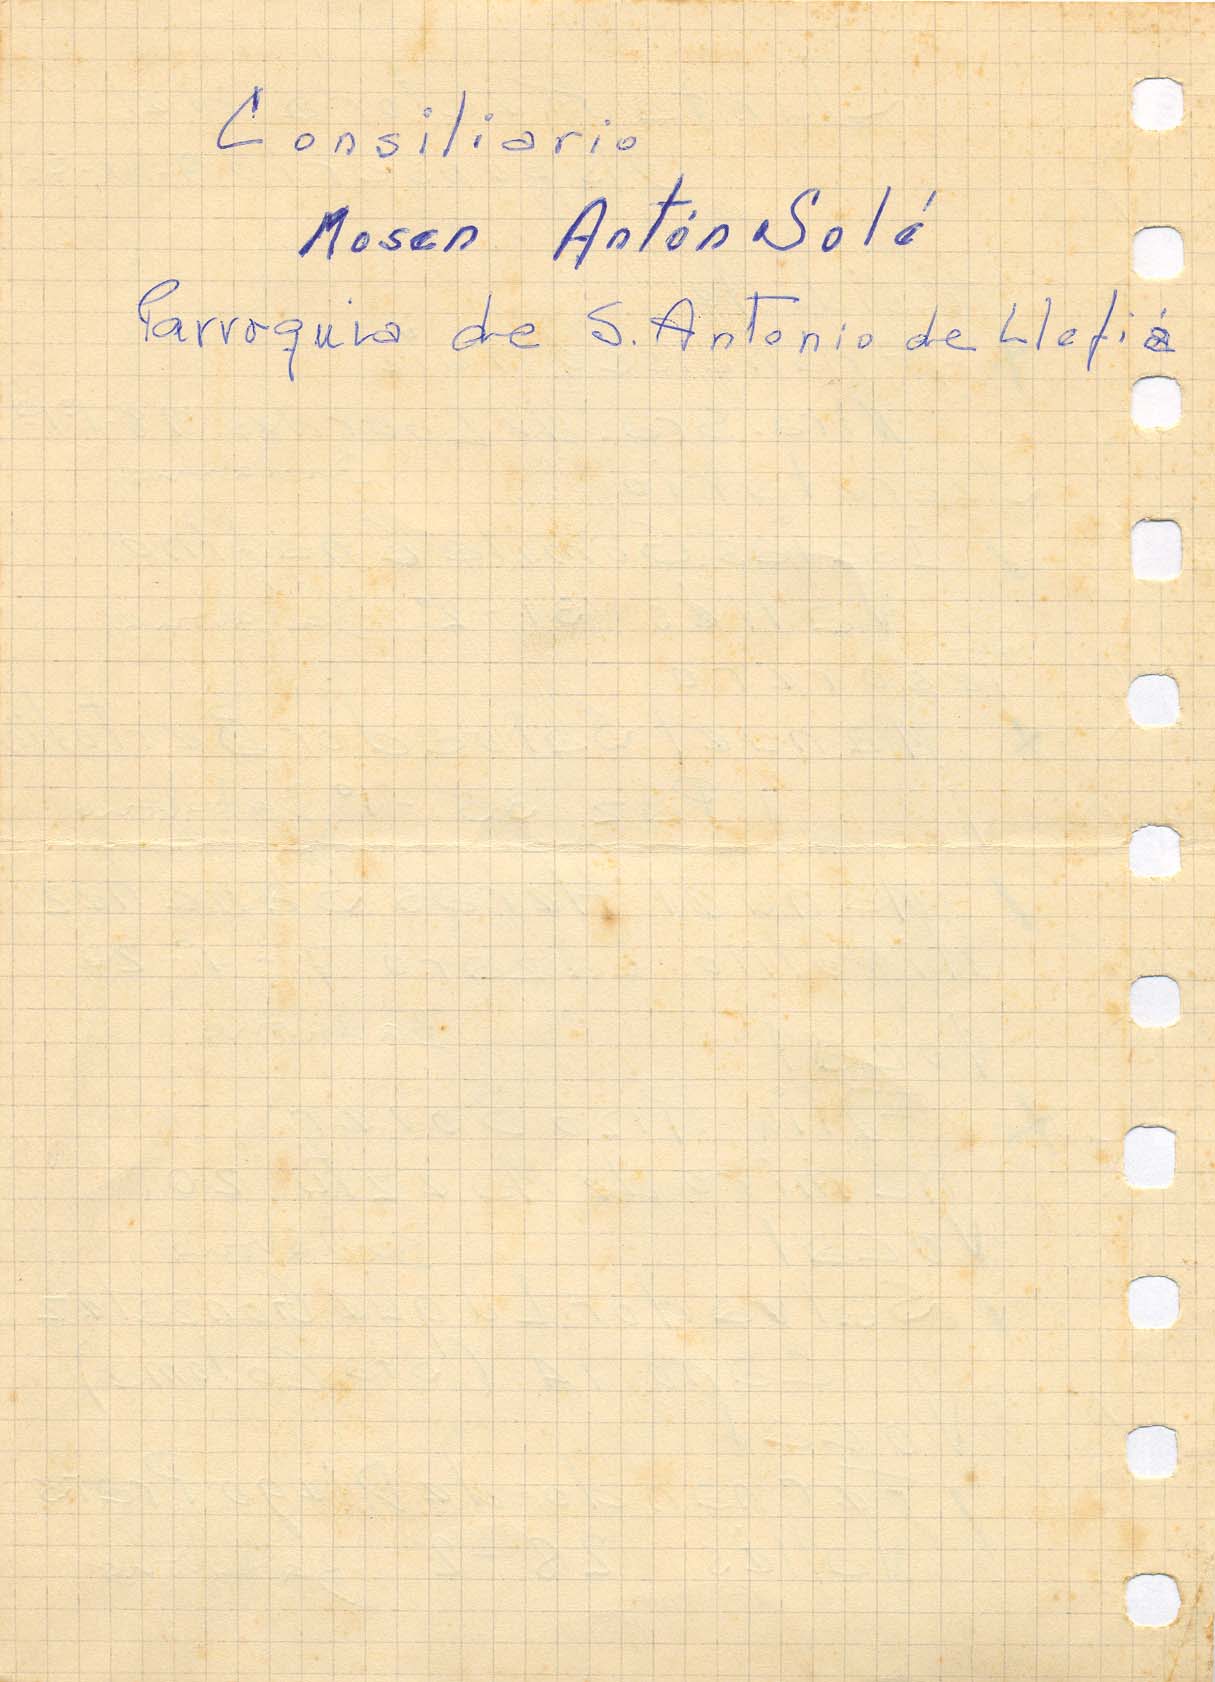 Consiliario
Mosen Antón Solé
Parroquia de S. Antonio de Llefiá